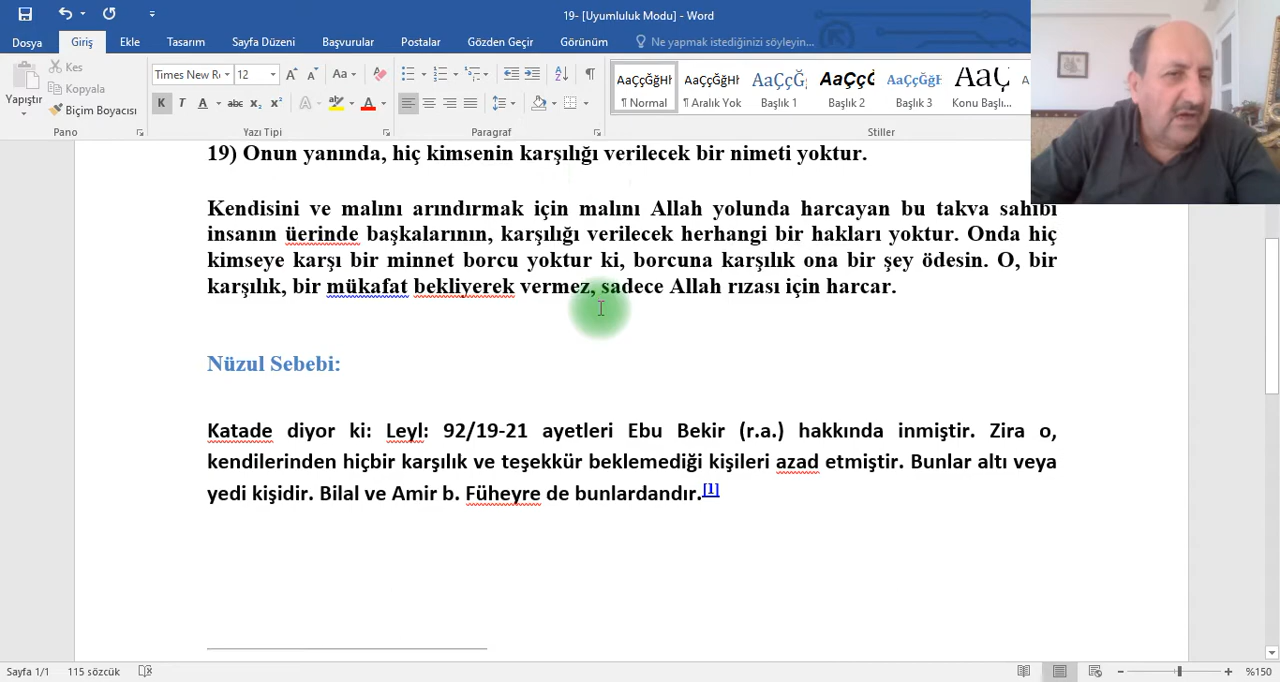 19- [Uyumluluk Modu] - Word
Dosya Giriş Ekle Tasarım Sayfa Düzeni Başvurular Postalar Gözden Geçir Görünüm Ne yapmak istediğinizi söyleyin...
Yapıştır
Kes
Kopyala
Biçim Boyacısı
Pano
Times New R 12
Aa
K T A abc x₂ x²
Yazı Tipi
Paragraf
AaÇçĞğHl AaÇçĞğHl AaÇçĞğ AaÇçĞ AaÇçĞğH AaÇ
¶ Normal ¶ Aralık Yok Başlık 1 Başlık 2 Başlık 3 Konu Başlı...
Stiller
19) Onun yanında, hiç kimsenin karşılığı verilecek bir nimeti yoktur.
Kendisini ve malını arındırmak için malını Allah yolunda harcayan bu takva sahibi
insanın üerinde başkalarının, karşılığı verilecek herhangi bir hakları yoktur. Onda hiç
kimseye karşı bir minnet borcu yoktur ki, borcuna karşılık ona bir şey ödesin. O, bir
karşılık, bir mükafat bekliyerek vermez, sadece Allah rızası için harcar.
Nüzul Sebebi:
Katade diyor ki: Leyl: 92/19-21 ayetleri Ebu Bekir (r.a.) hakkında inmiştir. Zira o,
kendilerinden hiçbir karşılık ve teşekkür beklemediği kişileri azad etmiştir. Bunlar altı veya
yedi kişidir. Bilal ve Amir b. Füheyre de bunlardandır.[1]
Sayfa 1/1 115 sözcük %150